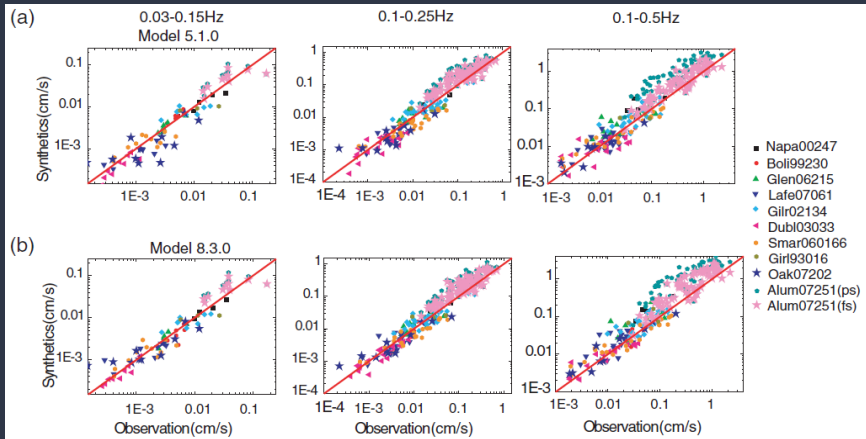 (a)
0.03-0.15Hz
0.1-0.25Hz
0.1-0.5Hz
Model 5.1.0
Synthetics(cm/s)
0.1
0.01
1E-3
1E-3
0.01
0.1
1
0.1
0.01
1E-3
1E-4
1E-4
1E-3
0.01
0.1
1
1
0.1
0.01
1E-3
1E-3
0.01
0.1
1
Napa00247
Boli99230
Glen06215
Lafe07061
Gilr02134
Dubl03033
Smar060166
Girl93016
Oak07202
Alum07251(ps)
Alum07251(fs)
(b)
Model 8.3.0
Synthetics(cm/s)
0.1
0.01
1E-3
1E-3
0.01
0.1
Observation(cm/s)
1
0.1
0.01
1E-3
1E-4
1E-4
1E-3
0.01
0.1
1
Observation(cm/s)
1
0.1
0.01
1E-3
1E-3
0.01
0.1
1
Observation(cm/s)